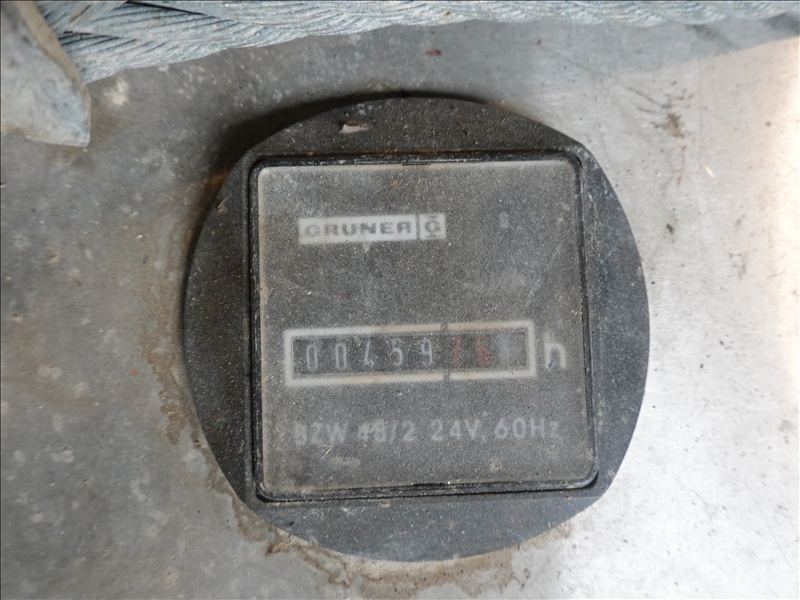 GRUNER G
00459 h
BZW 48/2 24V, 60Hz